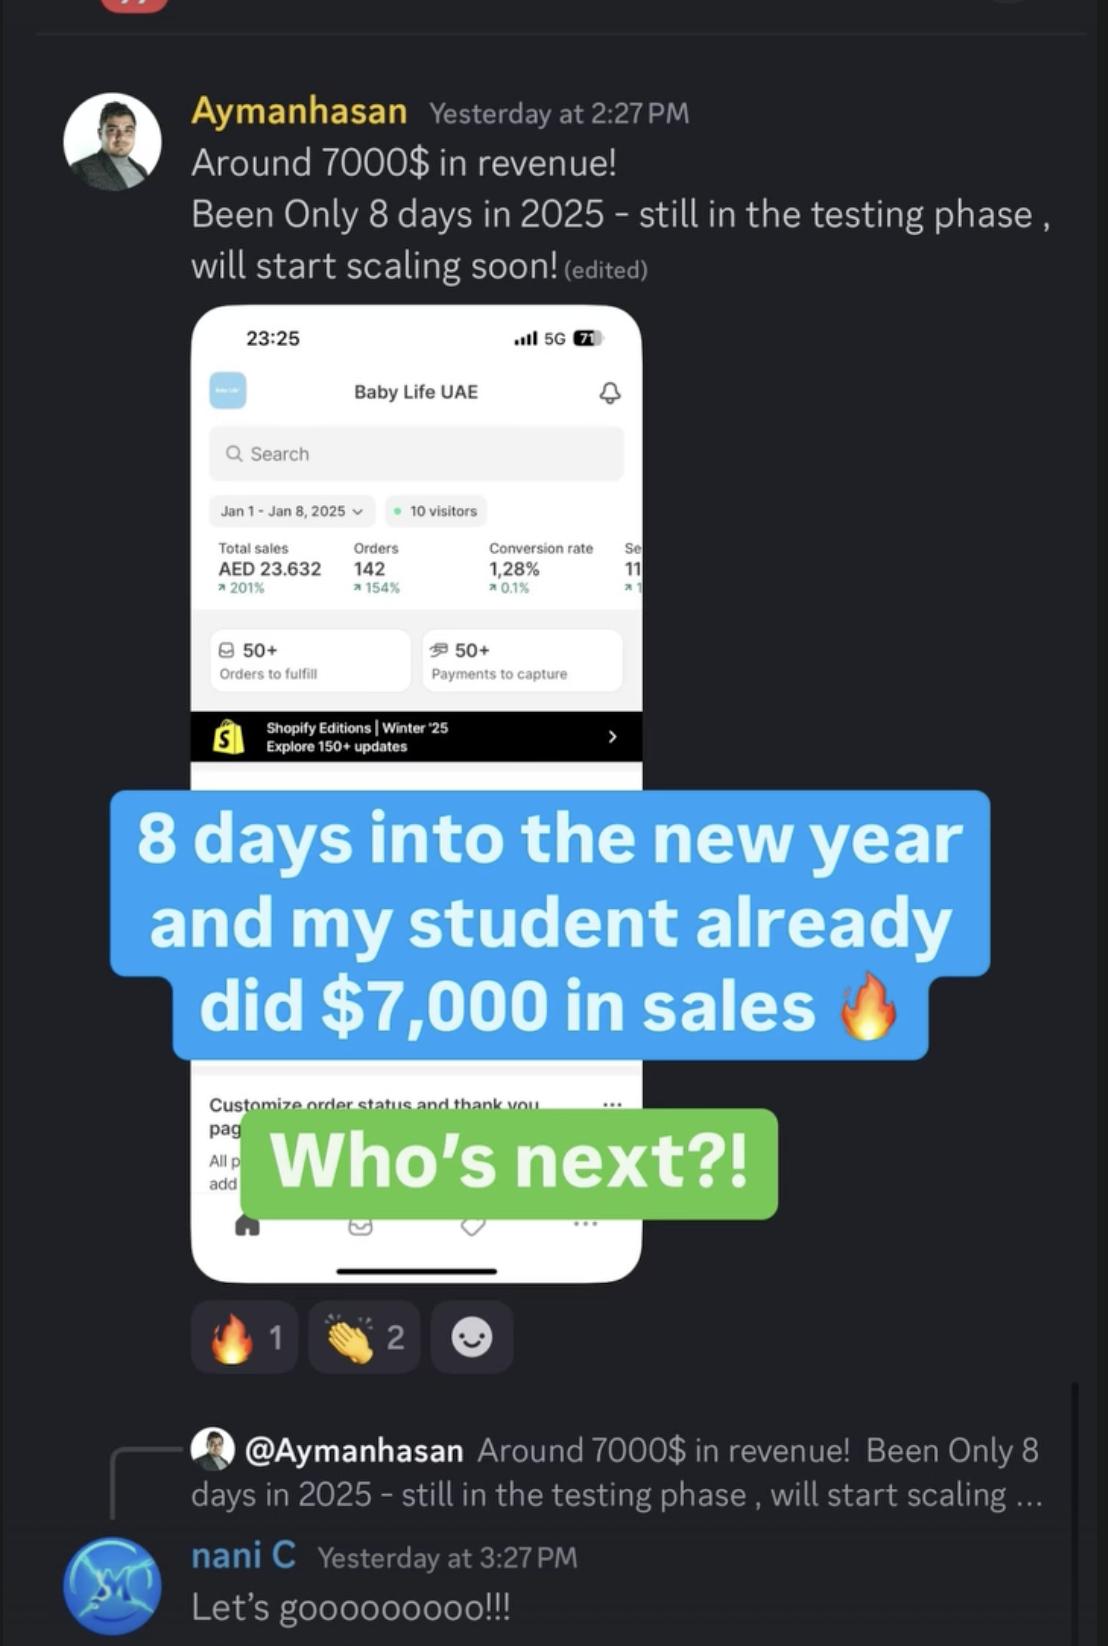 Aymanhasan Yesterday at 2:27 PM
Around 7000$ in revenue!
Been Only 8 days in 2025 - still in the testing phase ,
will start scaling soon! (edited)
23:25 5G 71
Baby Life UAE
Search
Jan 1 - Jan 8, 2025 10 visitors
Total sales Orders Conversion rate Se
AED 23.632 142 1,28% 11
201% 154% 0.1% 1
50+ 50+
Orders to fulfill Payments to capture
Shopify Editions | Winter '25
Explore 150+ updates
8 days into the new year
and my student already
did $7,000 in sales 🔥
Customize order status and thank you
pag
All p
add
Who's next?!
🔥 1 👏 2
@Aymanhasan Around 7000$ in revenue! Been Only 8
days in 2025 - still in the testing phase , will start scaling ...
nani C Yesterday at 3:27 PM
Let's gooooooooo!!!